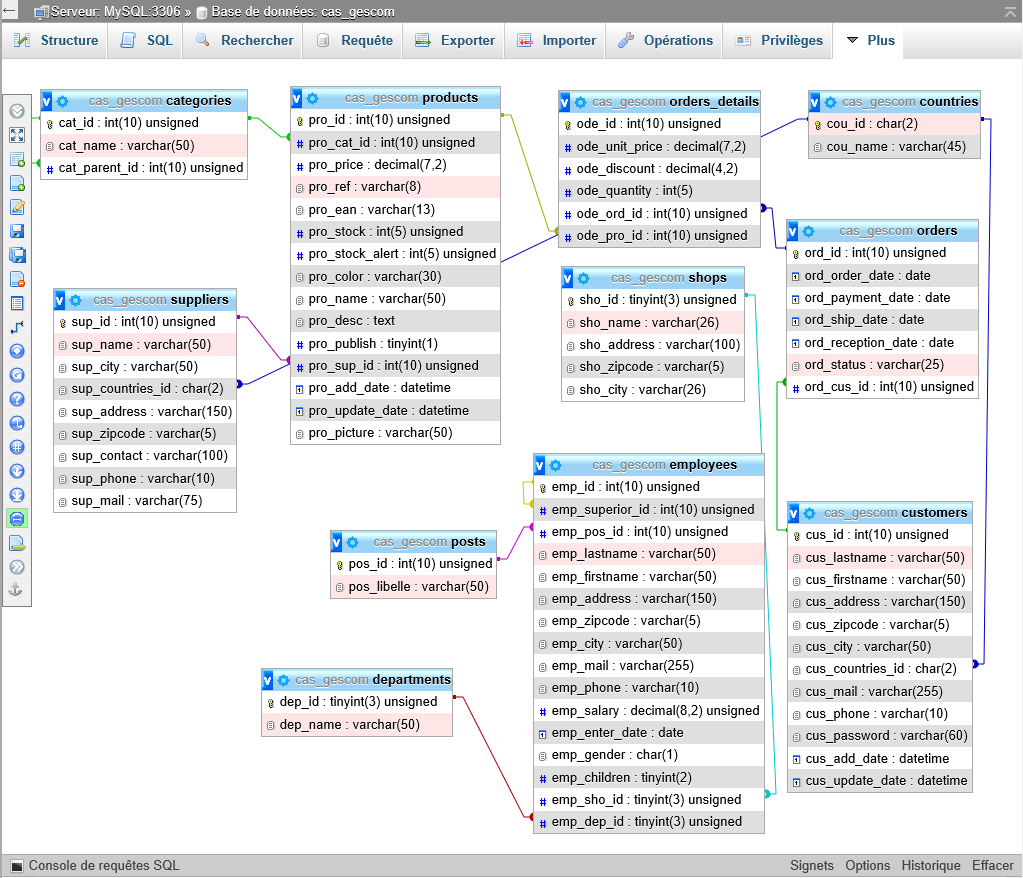 Serveur: MySQL:3306 » Base de données: cas_gescom
Structure SQL Rechercher Requête Exporter Importer Opérations Privilèges Plus
v cas_gescom categories
cat_id : int(10) unsigned
cat_name : varchar(50)
cat_parent_id : int(10) unsigned
v cas_gescom products
pro_id : int(10) unsigned
pro_cat_id : int(10) unsigned
pro_price : decimal(7,2)
pro_ref : varchar(8)
pro_ean : varchar(13)
pro_stock : int(5) unsigned
pro_stock_alert : int(5) unsigned
pro_color : varchar(30)
pro_name : varchar(50)
pro_desc : text
pro_publish : tinyint(1)
pro_sup_id : int(10) unsigned
pro_add_date : datetime
pro_update_date : datetime
pro_picture : varchar(50)
v cas_gescom orders_details
ode_id : int(10) unsigned
ode_unit_price : decimal(7,2)
ode_discount : decimal(4,2)
ode_quantity : int(5)
ode_ord_id : int(10) unsigned
ode_pro_id : int(10) unsigned
v cas_gescom countries
cou_id : char(2)
cou_name : varchar(45)
v cas_gescom orders
ord_id : int(10) unsigned
ord_order_date : date
ord_payment_date : date
ord_ship_date : date
ord_reception_date : date
ord_status : varchar(25)
ord_cus_id : int(10) unsigned
v cas_gescom shops
sho_id : tinyint(3) unsigned
sho_name : varchar(26)
sho_address : varchar(100)
sho_zipcode : varchar(5)
sho_city : varchar(26)
v cas_gescom suppliers
sup_id : int(10) unsigned
sup_name : varchar(50)
sup_city : varchar(50)
sup_countries_id : char(2)
sup_address : varchar(150)
sup_zipcode : varchar(5)
sup_contact : varchar(100)
sup_phone : varchar(10)
sup_mail : varchar(75)
v cas_gescom employees
emp_id : int(10) unsigned
emp_superior_id : int(10) unsigned
emp_pos_id : int(10) unsigned
emp_lastname : varchar(50)
emp_firstname : varchar(50)
emp_address : varchar(150)
emp_zipcode : varchar(5)
emp_city : varchar(50)
emp_mail : varchar(255)
emp_phone : varchar(10)
emp_salary : decimal(8,2) unsigned
emp_enter_date : date
emp_gender : char(1)
emp_children : tinyint(2)
emp_sho_id : tinyint(3) unsigned
emp_dep_id : tinyint(3) unsigned
v cas_gescom customers
cus_id : int(10) unsigned
cus_lastname : varchar(50)
cus_firstname : varchar(50)
cus_address : varchar(150)
cus_zipcode : varchar(5)
cus_city : varchar(50)
cus_countries_id : char(2)
cus_mail : varchar(255)
cus_phone : varchar(10)
cus_password : varchar(60)
cus_add_date : datetime
cus_update_date : datetime
v cas_gescom posts
pos_id : int(10) unsigned
pos_libelle : varchar(50)
v cas_gescom departments
dep_id : tinyint(3) unsigned
dep_name : varchar(50)
Console de requêtes SQL Signets Options Historique Effacer